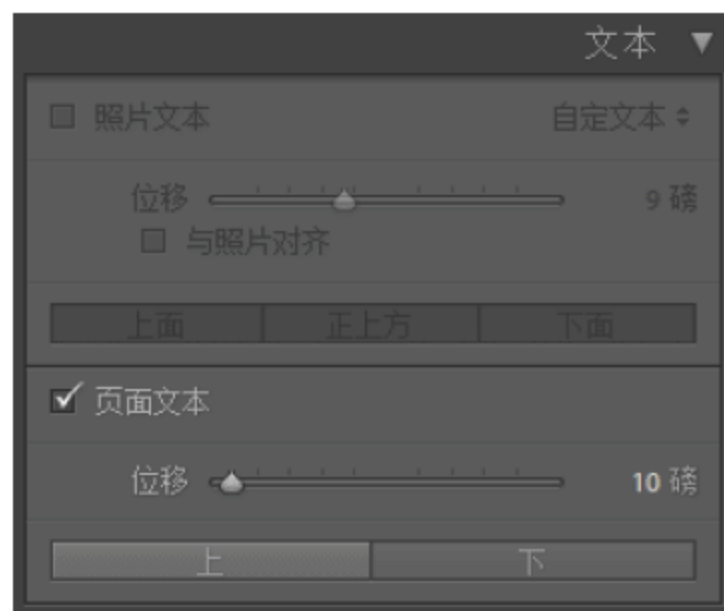 文本
照片文本 自定文本
位移 9 磅
与照片对齐
上面 正上方 下面
页面文本
位移 10 磅
上 下